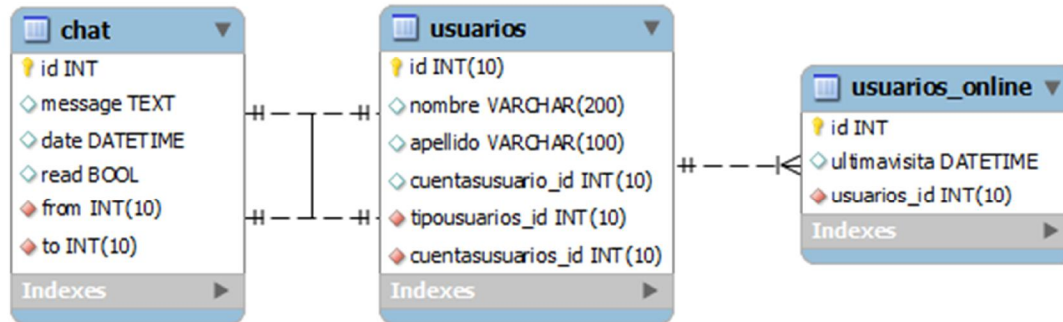 chat
id INT
message TEXT
date DATETIME
read BOOL
from INT(10)
to INT(10)
Indexes
usuarios
id INT(10)
nombre VARCHAR(200)
apellido VARCHAR(100)
cuentasusuario_id INT(10)
tipousuarios_id INT(10)
cuentasusuarios_id INT(10)
Indexes
usuarios_online
id INT
ultimavisita DATETIME
usuarios_id INT(10)
Indexes